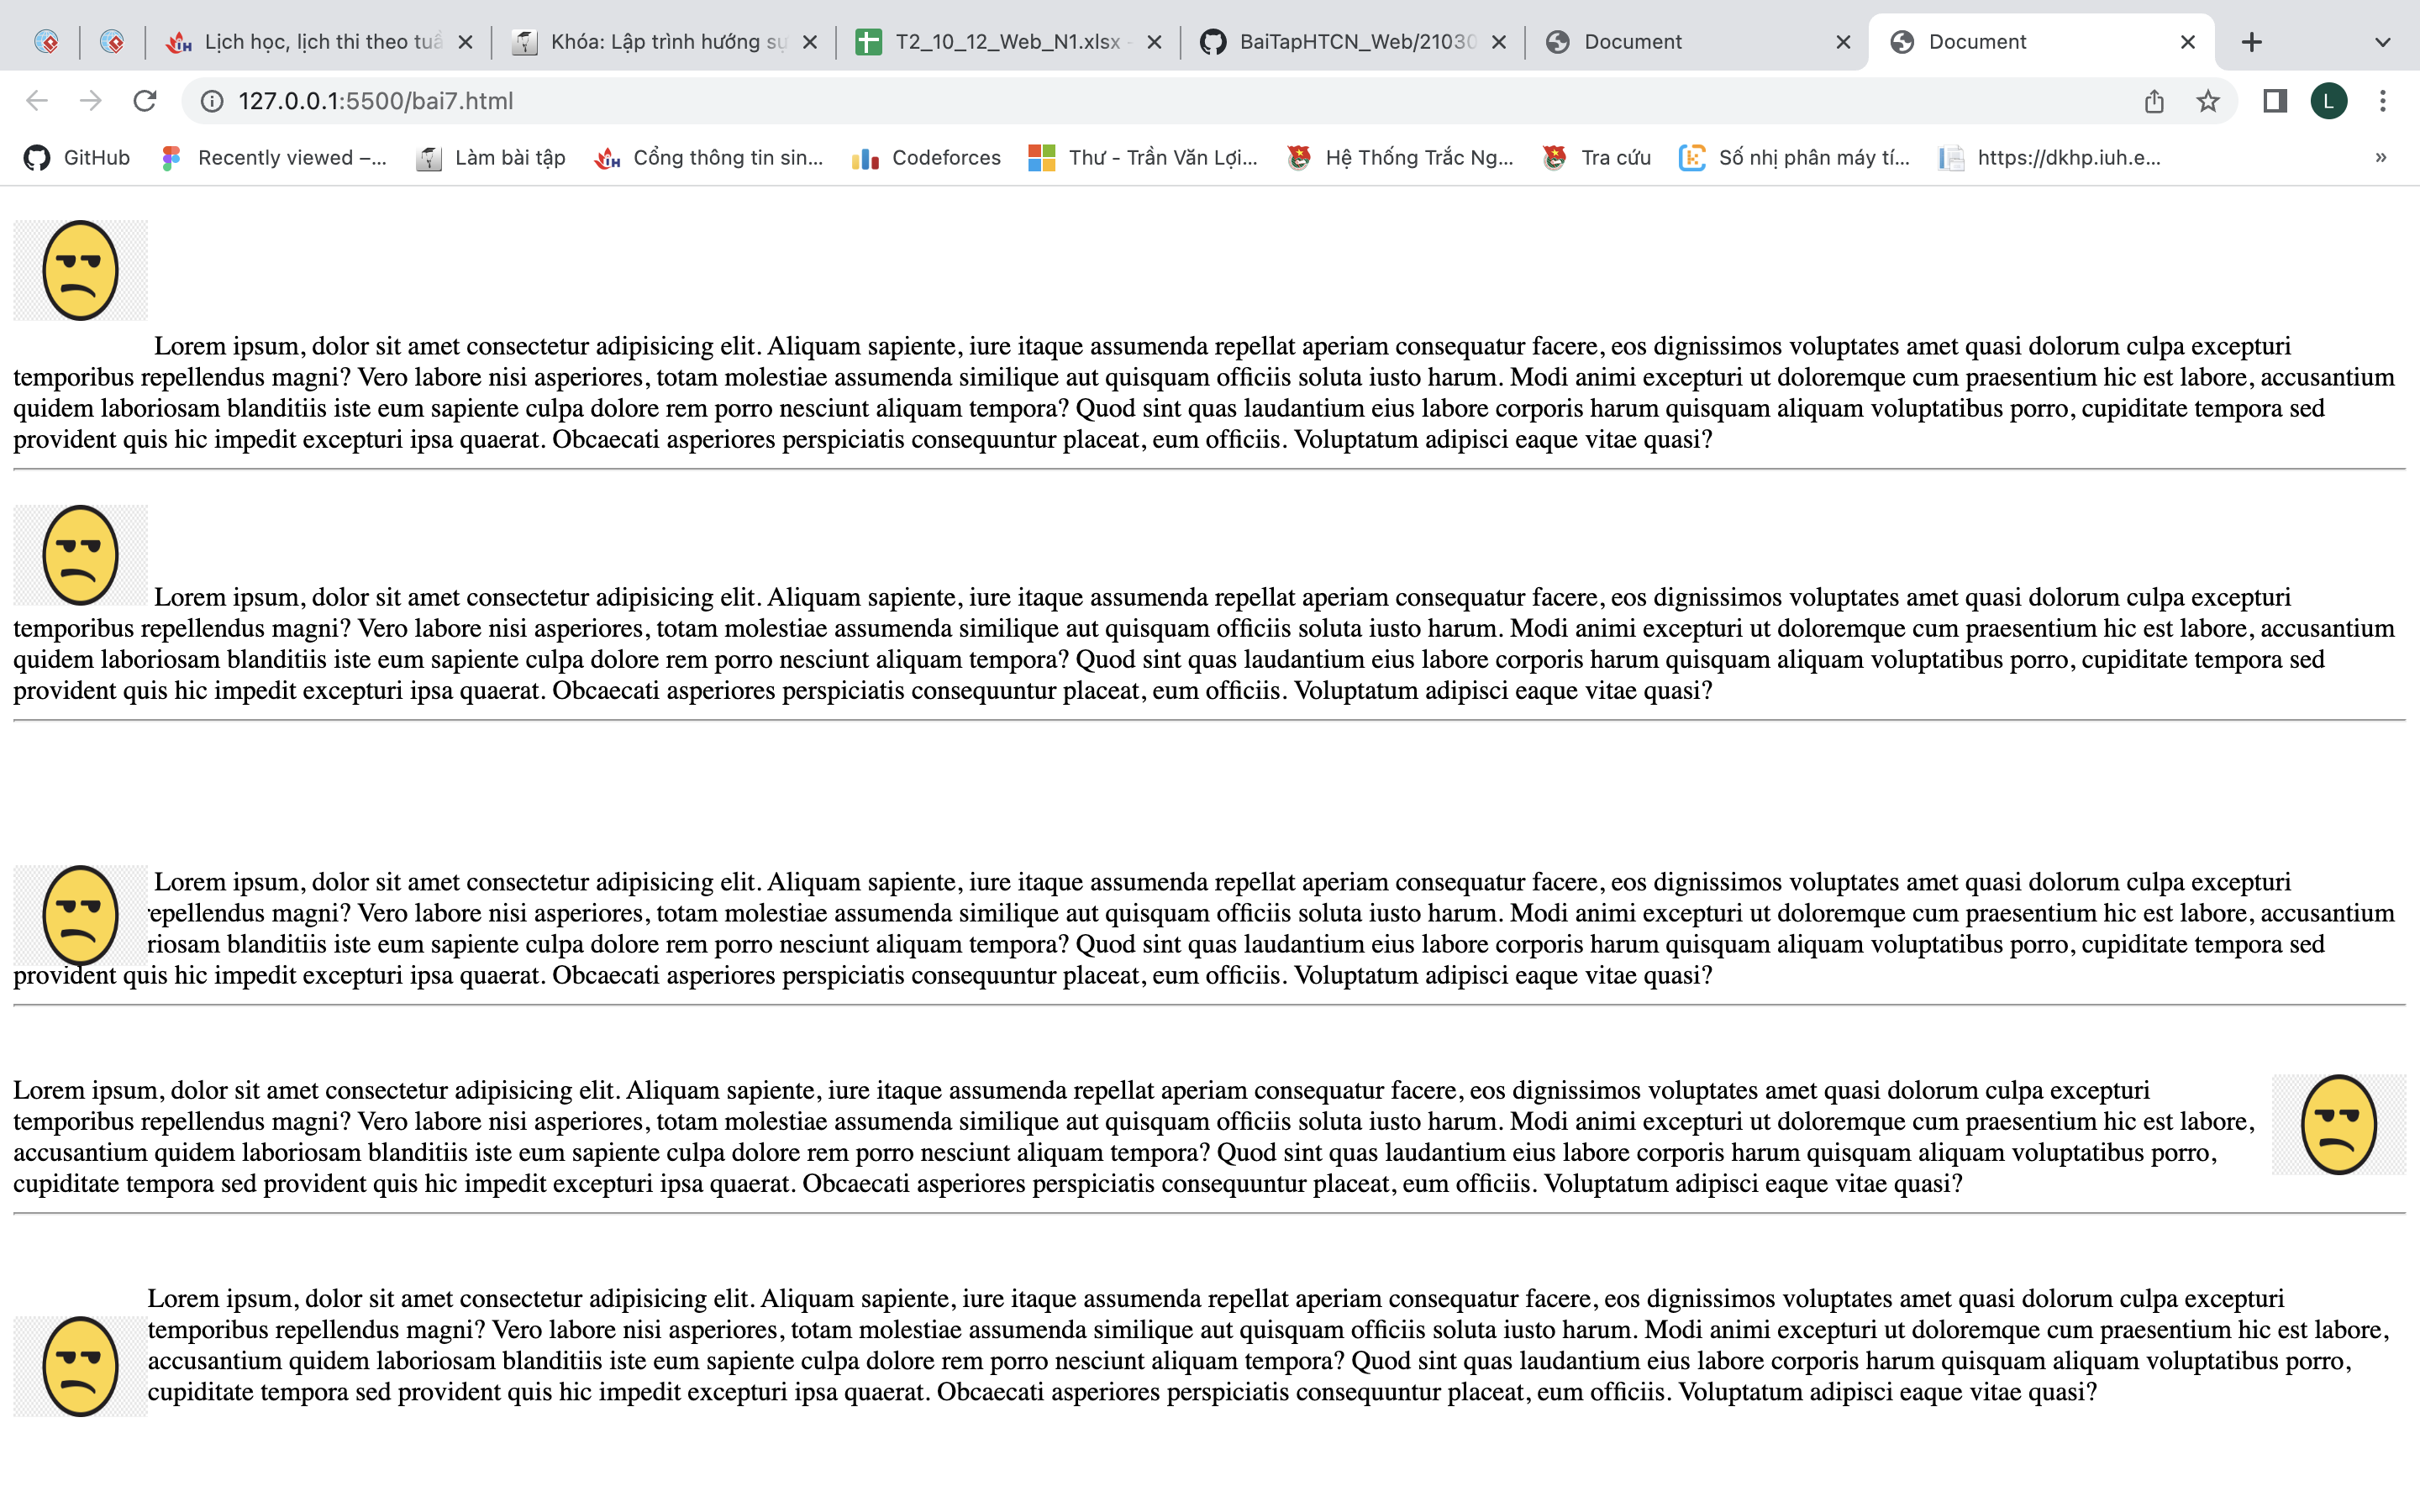 Lịch học, lịch thi theo tuầ
Khóa: Lập trình hướng sự
T2_10_12_Web_N1.xlsx -
BaiTapHTCN_Web/21030
Document
Document
127.0.0.1:5500/bai7.html
L
GitHub
Recently viewed –...
Làm bài tập
Cổng thông tin sin...
Codeforces
Thư - Trần Văn Lợi...
Hệ Thống Trắc Ng...
Tra cứu
Số nhị phân máy tí...
https://dkhp.iuh.e...
»
Lorem ipsum, dolor sit amet consectetur adipisicing elit. Aliquam sapiente, iure itaque assumenda repellat aperiam consequatur facere, eos dignissimos voluptates amet quasi dolorum culpa excepturi
temporibus repellendus magni? Vero labore nisi asperiores, totam molestiae assumenda similique aut quisquam officiis soluta iusto harum. Modi animi excepturi ut doloremque cum praesentium hic est labore, accusantium
quidem laboriosam blanditiis iste eum sapiente culpa dolore rem porro nesciunt aliquam tempora? Quod sint quas laudantium eius labore corporis harum quisquam aliquam voluptatibus porro, cupiditate tempora sed
provident quis hic impedit excepturi ipsa quaerat. Obcaecati asperiores perspiciatis consequuntur placeat, eum officiis. Voluptatum adipisci eaque vitae quasi?
Lorem ipsum, dolor sit amet consectetur adipisicing elit. Aliquam sapiente, iure itaque assumenda repellat aperiam consequatur facere, eos dignissimos voluptates amet quasi dolorum culpa excepturi
temporibus repellendus magni? Vero labore nisi asperiores, totam molestiae assumenda similique aut quisquam officiis soluta iusto harum. Modi animi excepturi ut doloremque cum praesentium hic est labore, accusantium
quidem laboriosam blanditiis iste eum sapiente culpa dolore rem porro nesciunt aliquam tempora? Quod sint quas laudantium eius labore corporis harum quisquam aliquam voluptatibus porro, cupiditate tempora sed
provident quis hic impedit excepturi ipsa quaerat. Obcaecati asperiores perspiciatis consequuntur placeat, eum officiis. Voluptatum adipisci eaque vitae quasi?
Lorem ipsum, dolor sit amet consectetur adipisicing elit. Aliquam sapiente, iure itaque assumenda repellat aperiam consequatur facere, eos dignissimos voluptates amet quasi dolorum culpa excepturi
epellendus magni? Vero labore nisi asperiores, totam molestiae assumenda similique aut quisquam officiis soluta iusto harum. Modi animi excepturi ut doloremque cum praesentium hic est labore, accusantium
riosam blanditiis iste eum sapiente culpa dolore rem porro nesciunt aliquam tempora? Quod sint quas laudantium eius labore corporis harum quisquam aliquam voluptatibus porro, cupiditate tempora sed
provident quis hic impedit excepturi ipsa quaerat. Obcaecati asperiores perspiciatis consequuntur placeat, eum officiis. Voluptatum adipisci eaque vitae quasi?
Lorem ipsum, dolor sit amet consectetur adipisicing elit. Aliquam sapiente, iure itaque assumenda repellat aperiam consequatur facere, eos dignissimos voluptates amet quasi dolorum culpa excepturi
temporibus repellendus magni? Vero labore nisi asperiores, totam molestiae assumenda similique aut quisquam officiis soluta iusto harum. Modi animi excepturi ut doloremque cum praesentium hic est labore,
accusantium quidem laboriosam blanditiis iste eum sapiente culpa dolore rem porro nesciunt aliquam tempora? Quod sint quas laudantium eius labore corporis harum quisquam aliquam voluptatibus porro,
cupiditate tempora sed provident quis hic impedit excepturi ipsa quaerat. Obcaecati asperiores perspiciatis consequuntur placeat, eum officiis. Voluptatum adipisci eaque vitae quasi?
Lorem ipsum, dolor sit amet consectetur adipisicing elit. Aliquam sapiente, iure itaque assumenda repellat aperiam consequatur facere, eos dignissimos voluptates amet quasi dolorum culpa excepturi
temporibus repellendus magni? Vero labore nisi asperiores, totam molestiae assumenda similique aut quisquam officiis soluta iusto harum. Modi animi excepturi ut doloremque cum praesentium hic est labore,
accusantium quidem laboriosam blanditiis iste eum sapiente culpa dolore rem porro nesciunt aliquam tempora? Quod sint quas laudantium eius labore corporis harum quisquam aliquam voluptatibus porro,
cupiditate tempora sed provident quis hic impedit excepturi ipsa quaerat. Obcaecati asperiores perspiciatis consequuntur placeat, eum officiis. Voluptatum adipisci eaque vitae quasi?